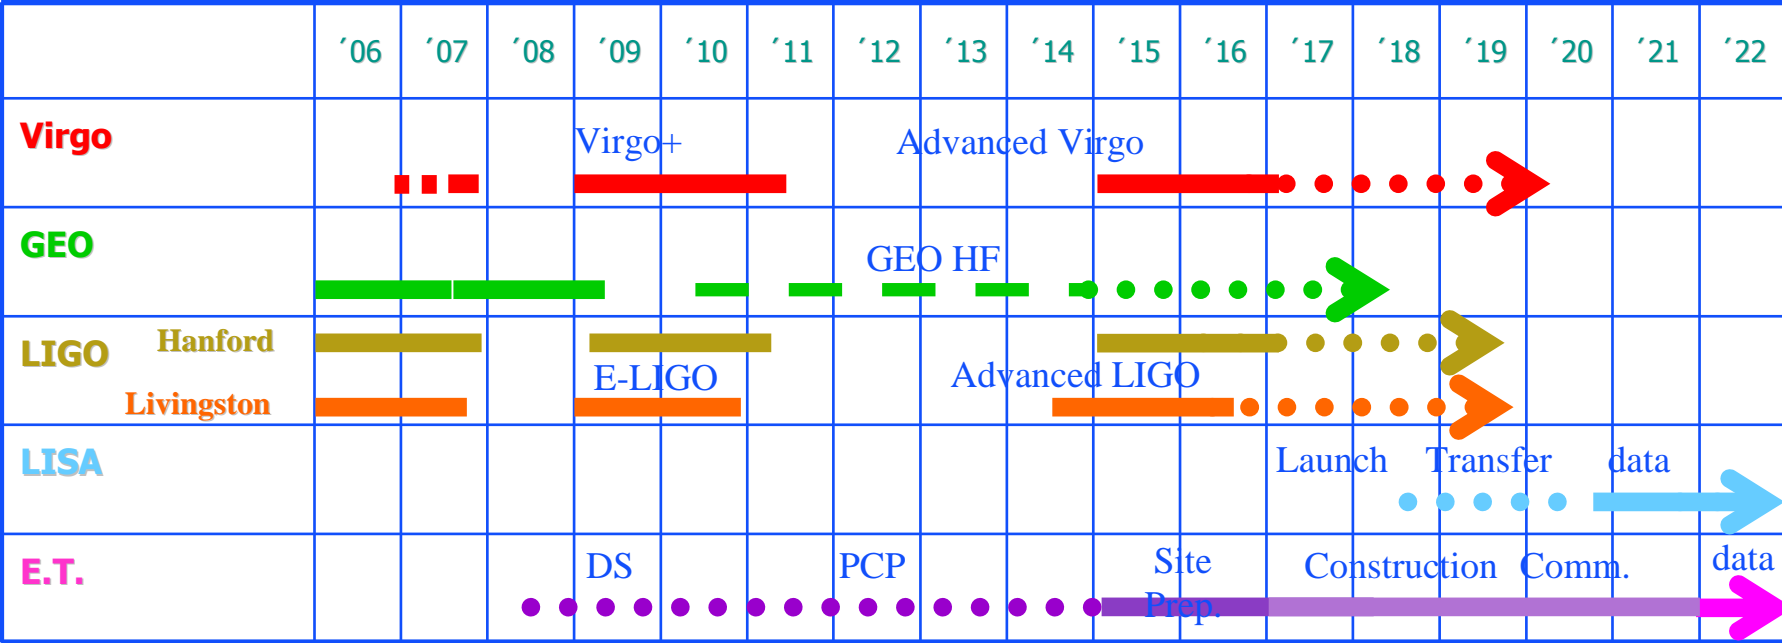 ´06 ´07 ´08 ´09 ´10 ´11 ´12 ´13 ´14 ´15 ´16 ´17 ´18 ´19 ´20 ´21 ´22
Virgo Virgo+ Advanced Virgo
GEO GEO HF
LIGO Hanford
E-LIGO Advanced LIGO
Livingston
LISA Launch Transfer data
E.T. DS PCP Site Construction Comm. data
Prep.